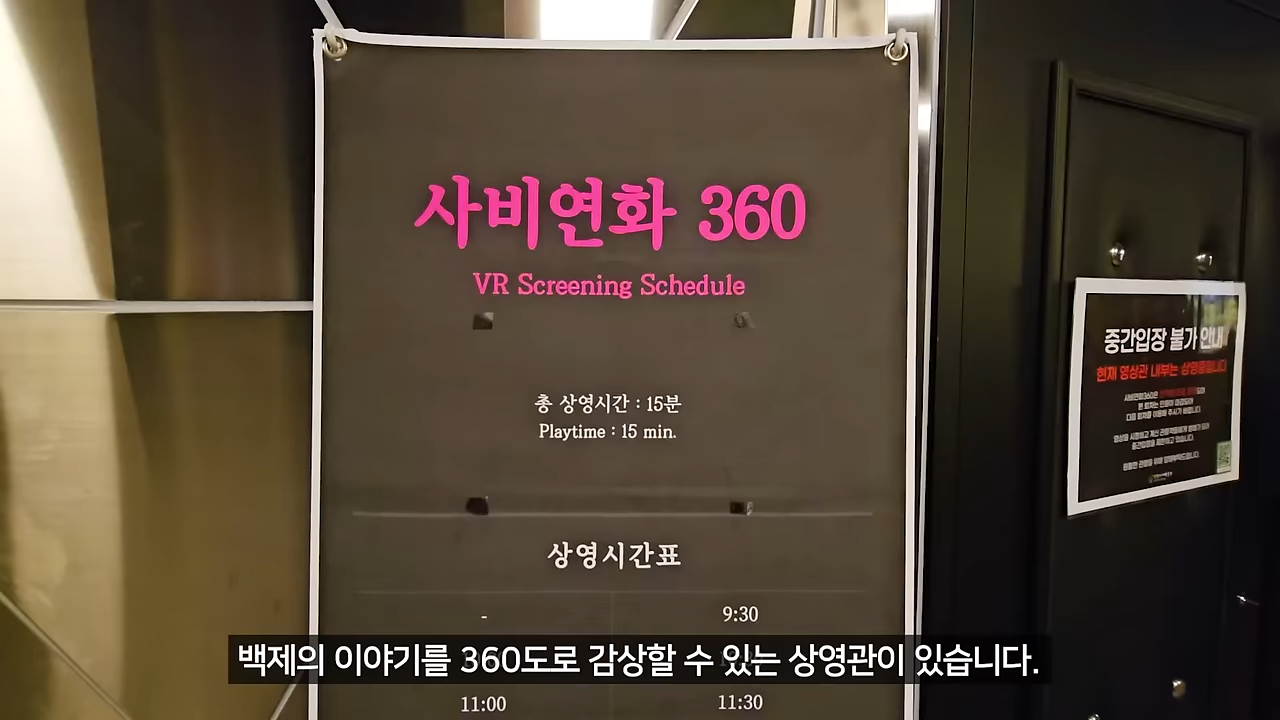 사비연화 360
VR Screening Schedule
총 상영시간 : 15분
Playtime : 15 min.
상영시간표
- 9:30
백제의 이야기를 360도로 감상할 수 있는 상영관이 있습니다.
11:00 11:30
중간입장 불가 안내
현재 영상관 내부는 상영중입니다